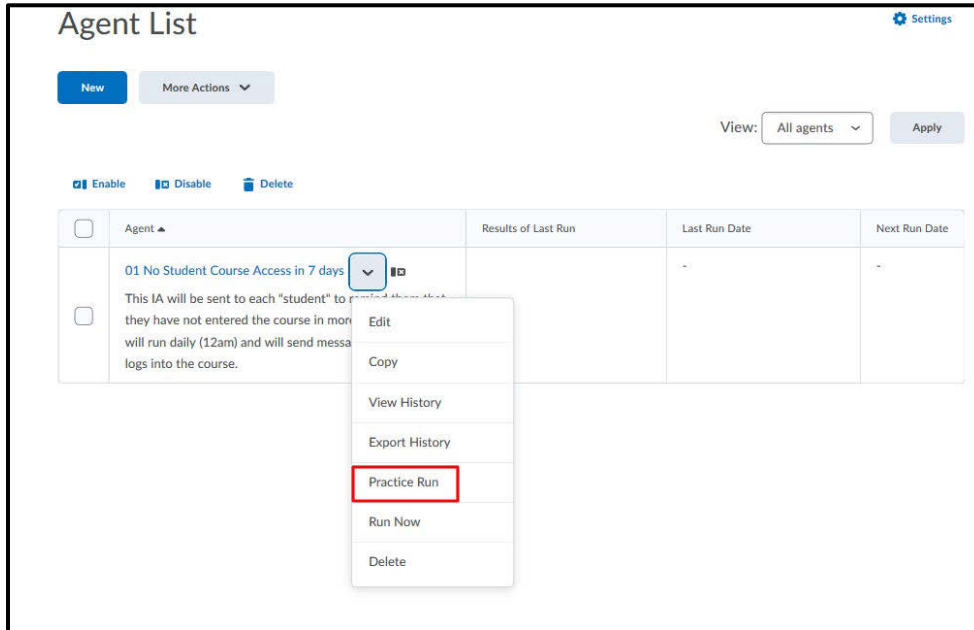 Agent List
Settings
New
More Actions
View: All agents
Apply
Enable Disable Delete
Agent Results of Last Run Last Run Date Next Run Date
01 No Student Course Access in 7 days - -
This IA will be sent to each "student" to remind them that
they have not entered the course in more
will run daily (12am) and will send messa
logs into the course.
Edit
Copy
View History
Export History
Practice Run
Run Now
Delete